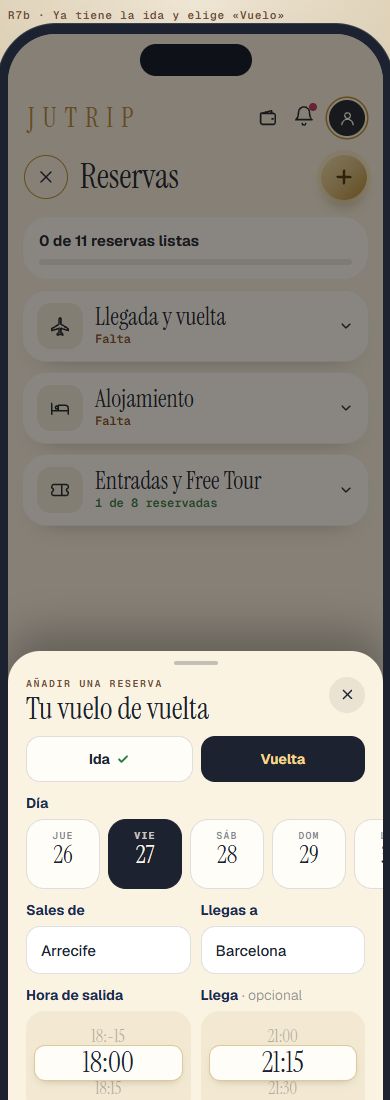 R7b · Ya tiene la ida y elige «Vuelo»
JUTRIP
Reservas
0 de 11 reservas listas
Llegada y vuelta
Falta
Alojamiento
Falta
Entradas y Free Tour
1 de 8 reservadas
AÑADIR UNA RESERVA
Tu vuelo de vuelta
Ida
Vuelta
Día
JUE VIE SÁB DOM
26 27 28 29
Sales de Llegas a
Arrecife Barcelona
Hora de salida Llega · opcional
18:-15 21:00
18:00 21:15
18:15 21:30